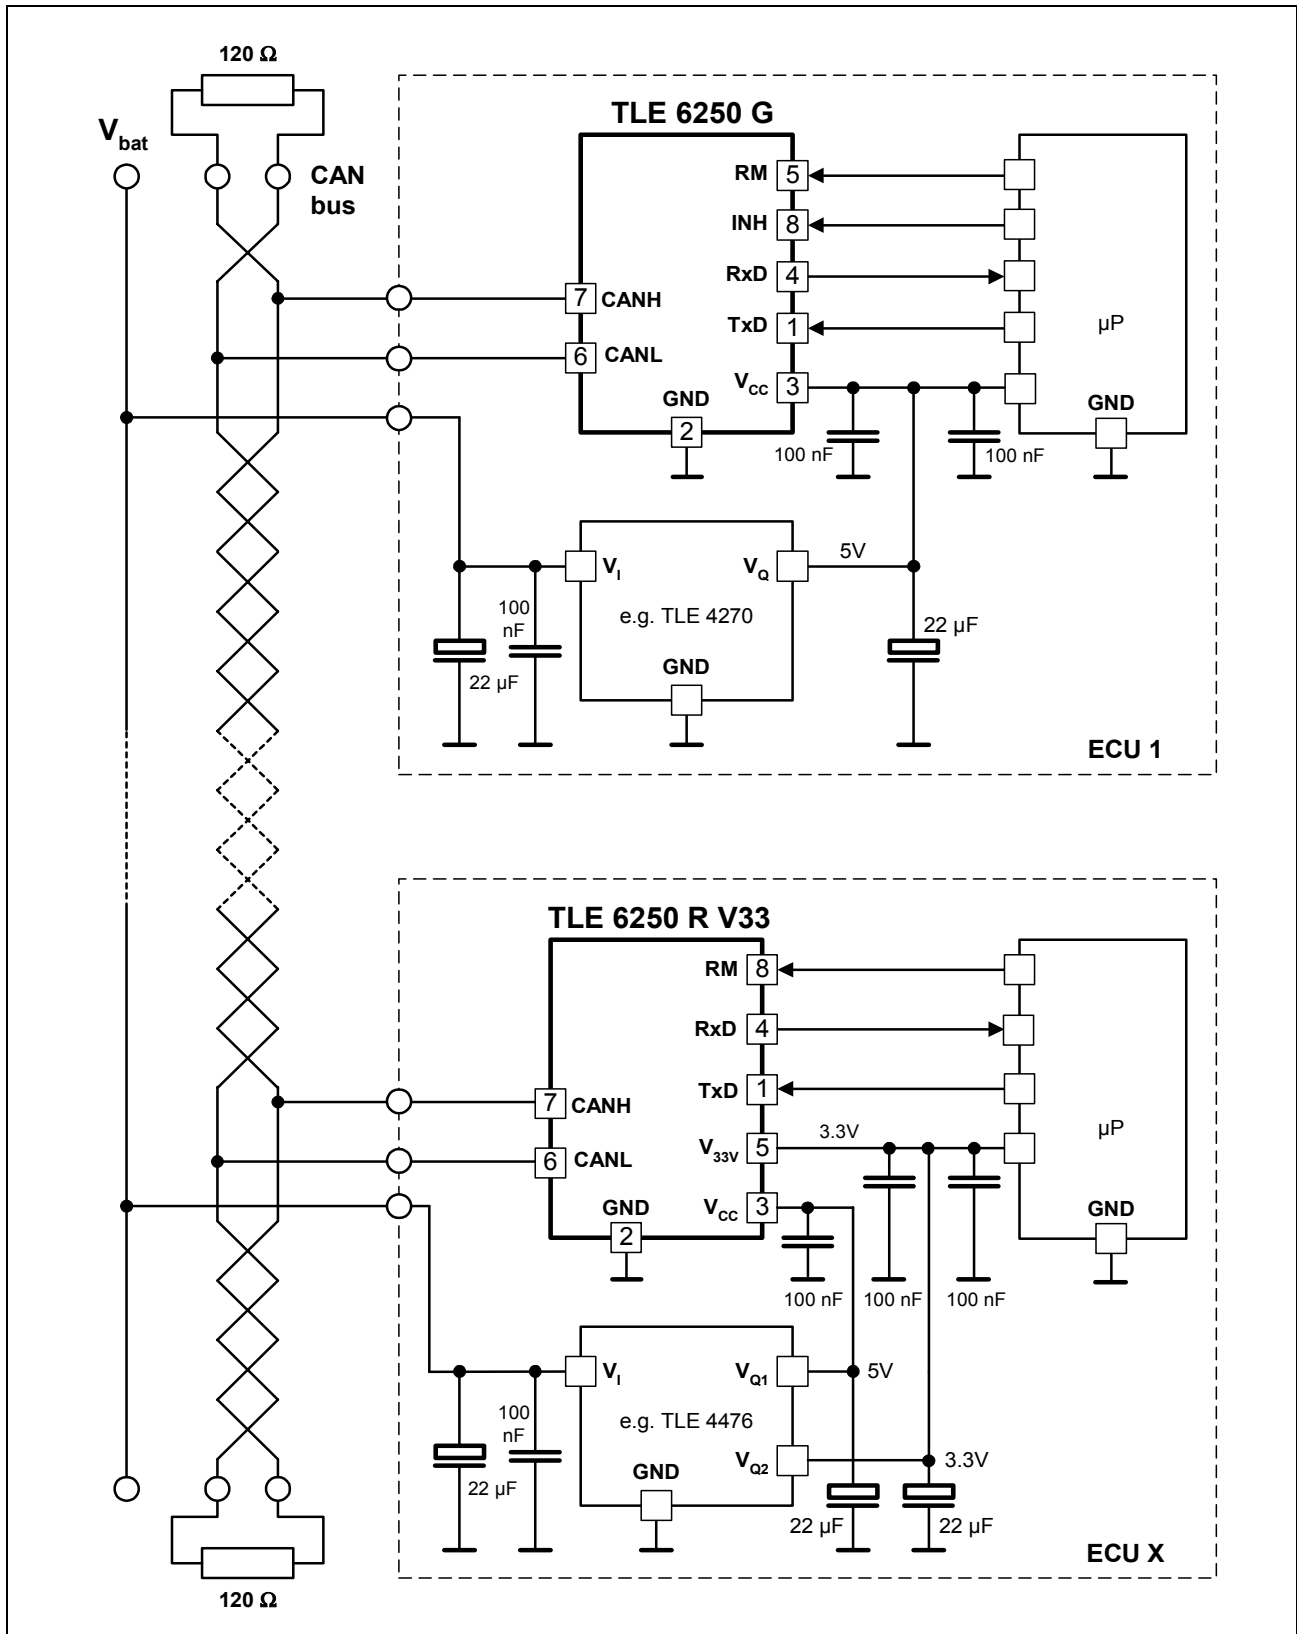 120 Ω
V_bat
CAN
bus
TLE 6250 G
RM
5
INH
8
RxD
4
TxD
1
V_CC
3
7
CANH
6
CANL
GND
2
µP
GND
100 nF
100 nF
V_I
V_Q
5V
e.g. TLE 4270
GND
100
nF
22 µF
22 µF
ECU 1
TLE 6250 R V33
RM
8
RxD
4
TxD
1
V_33V
5
3.3V
V_CC
3
7
CANH
6
CANL
GND
2
µP
GND
100 nF
100 nF
100 nF
V_I
V_Q1
5V
e.g. TLE 4476
V_Q2
3.3V
GND
100
nF
22 µF
22 µF
22 µF
ECU X
120 Ω